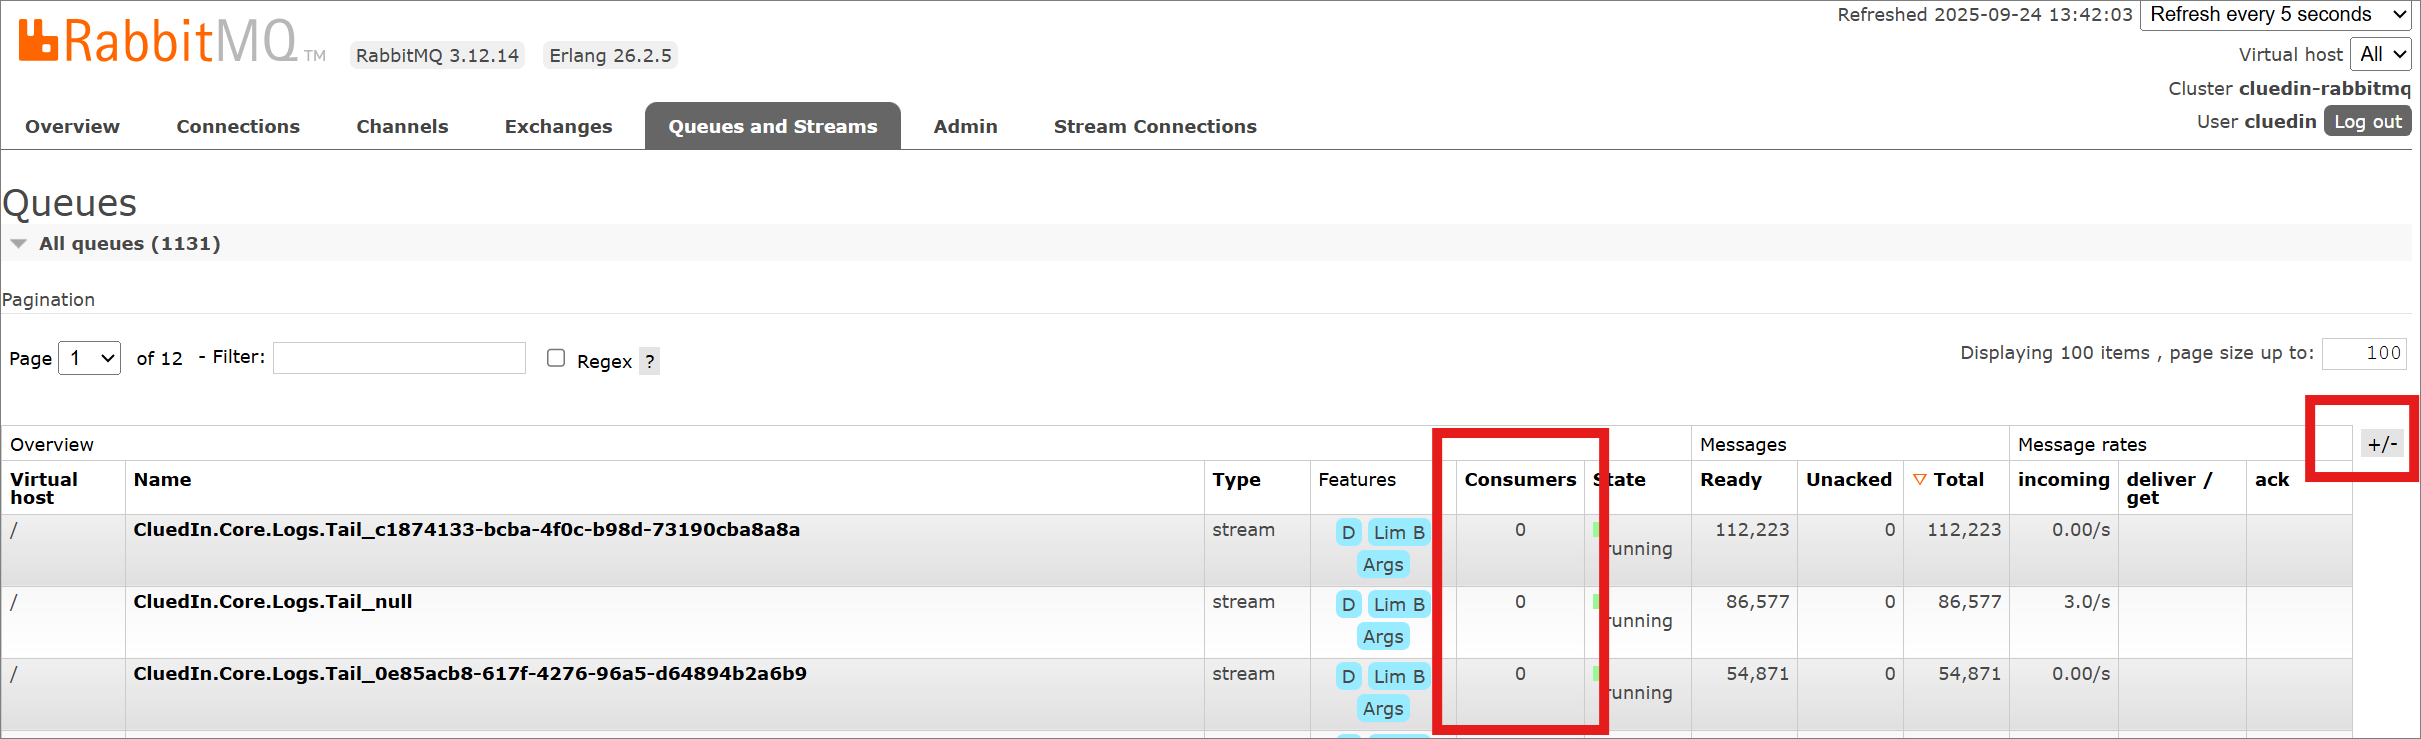 Refreshed 2025-09-24 13:42:03 Refresh every 5 seconds
RabbitMQ TM RabbitMQ 3.12.14 Erlang 26.2.5
Virtual host All
Cluster cluedin-rabbitmq
User cluedin Log out
Overview Connections Channels Exchanges Queues and Streams Admin Stream Connections
Queues
All queues (1131)
Pagination
Page 1 of 12 - Filter: Regex ? Displaying 100 items , page size up to: 100
Overview Messages Message rates +/-
Virtual host Name Type Features Consumers State Ready Unacked Total incoming deliver / get ack
/ CluedIn.Core.Logs.Tail_c1874133-bcba-4f0c-b98d-73190cba8a8a stream D Lim B Args 0 running 112,223 0 112,223 0.00/s
/ CluedIn.Core.Logs.Tail_null stream D Lim B Args 0 running 86,577 0 86,577 3.0/s
/ CluedIn.Core.Logs.Tail_0e85acb8-617f-4276-96a5-d64894b2a6b9 stream D Lim B Args 0 running 54,871 0 54,871 0.00/s